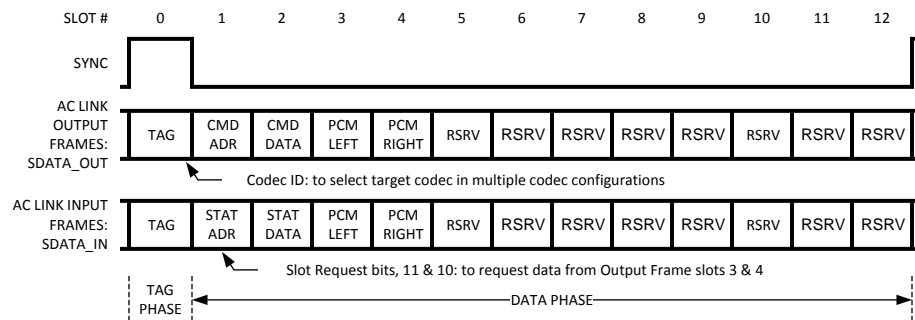 SLOT # 0 1 2 3 4 5 6 7 8 9 10 11 12
SYNC
AC LINK
OUTPUT
FRAMES:
SDATA_OUT
TAG
CMD
ADR
CMD
DATA
PCM
LEFT
PCM
RIGHT
RSRV RSRV RSRV RSRV RSRV RSRV RSRV RSRV
Codec ID: to select target codec in multiple codec configurations
AC LINK INPUT
FRAMES:
SDATA_IN
TAG
STAT
ADR
STAT
DATA
PCM
LEFT
PCM
RIGHT
RSRV RSRV RSRV RSRV RSRV RSRV RSRV RSRV
Slot Request bits, 11 & 10: to request data from Output Frame slots 3 & 4
TAG
PHASE
DATA PHASE